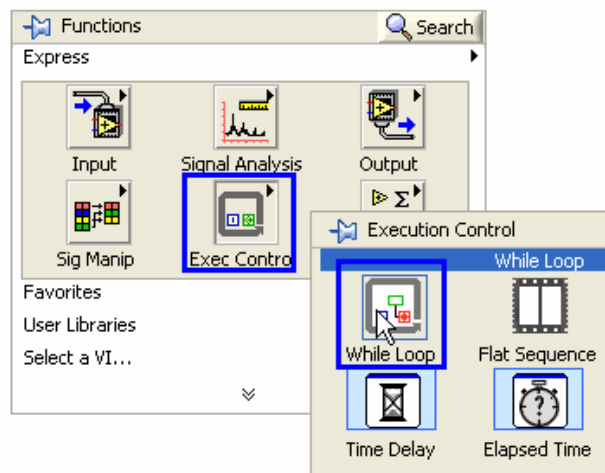 Functions
Search
Express
Input
Signal Analysis
Output
Sig Manip
Exec Control
Execution Control
While Loop
While Loop
Flat Sequence
Favorites
User Libraries
Select a VI...
Time Delay
Elapsed Time